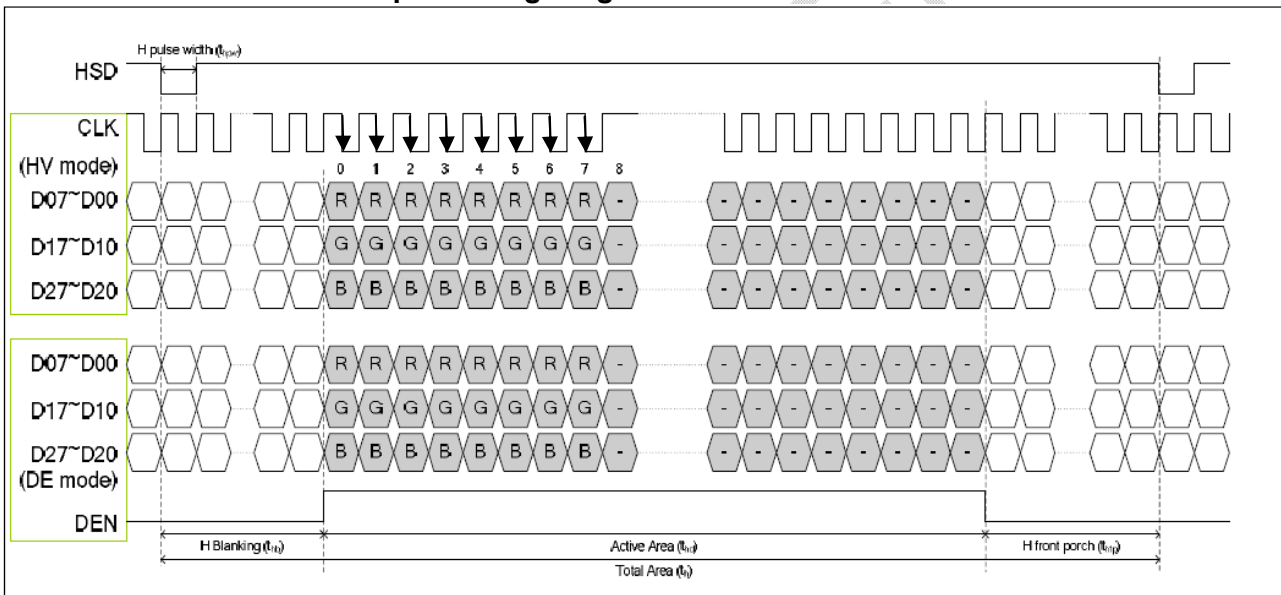 H pulse width (thpw)
HSD
CLK
(HV mode)
0 1 2 3 4 5 6 7 8
D07~D00 R R R R R R R R - - - - - - - - -
D17~D10 G G G G G G G G - - - - - - - - -
D27~D20 B B B B B B B B - - - - - - - - -
D07~D00 R R R R R R R R - - - - - - - - -
D17~D10 G G G G G G G G - - - - - - - - -
D27~D20 B B B B B B B B - - - - - - - - -
(DE mode)
DEN
H Blanking (thb) Active Area (thd) H front porch (thfp)
Total Area (th)